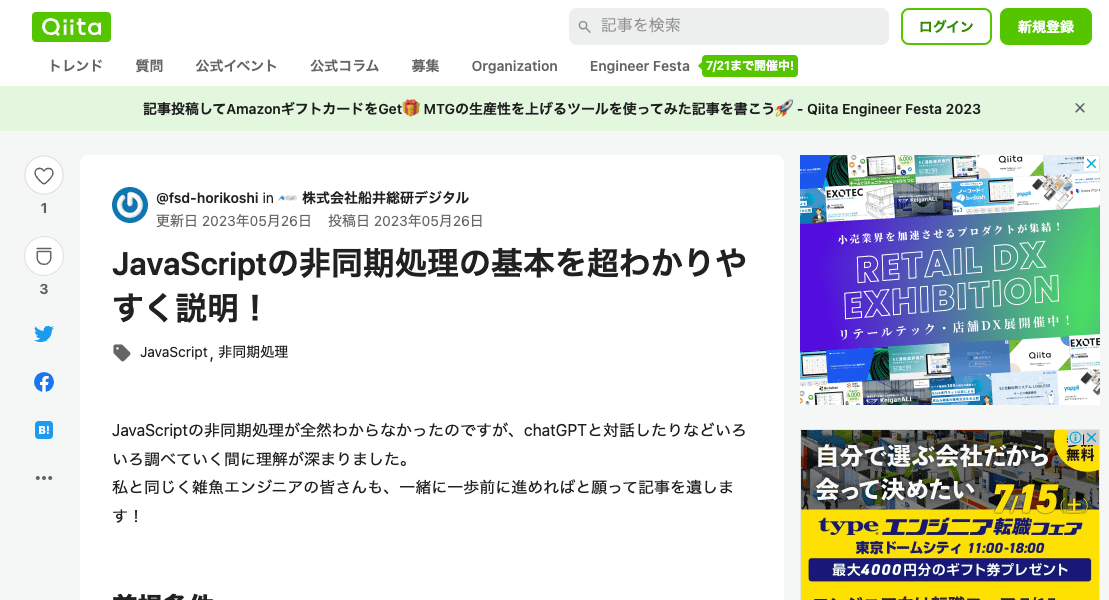 Qiita
記事を検索
ログイン
新規登録
トレンド
質問
公式イベント
公式コラム
募集
Organization
Engineer Festa
7/21まで開催中!
記事投稿してAmazonギフトカードをGet🎁 MTGの生産性を上げるツールを使ってみた記事を書こう🚀 - Qiita Engineer Festa 2023
1
3
B!
@fsd-horikoshi in 株式会社船井総研デジタル
更新日 2023年05月26日 投稿日 2023年05月26日
JavaScriptの非同期処理の基本を超わかりや
すく説明！
JavaScript, 非同期処理
JavaScriptの非同期処理が全然わからなかったのですが、chatGPTと対話したりなどいろ
いろ調べていく間に理解が深まりました。
私と同じく雑魚エンジニアの皆さんも、一緒に一歩前に進めればと願って記事を遺しま
す！
前提条件
Qiita
EXOTEC
KeiganALI
b→dash
小売業界を加速させるプロダクトが集結！
RETAIL DX
EXHIBITION
リテールテック・店舗DX展開催中！
EXOTEC
Qiita
KeiganALI
yappli
自分で選ぶ会社だから
会って決めたい
無料
7/15(土)
typeエンジニア転職フェア
東京ドームシティ 11:00-18:00
最大4000円分のギフト券プレゼント